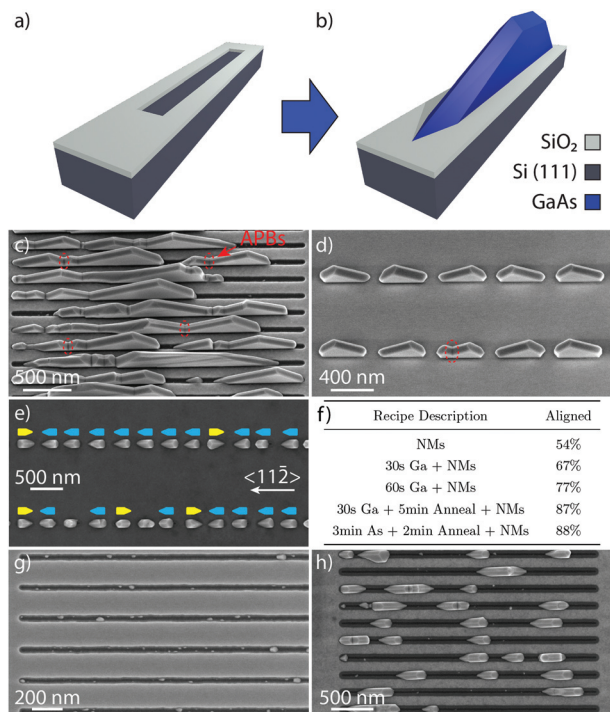 a)
b)
SiO₂
Si (111)
GaAs
c)
APBs
500 nm
d)
400 nm
e)
500 nm
<112̅>
f)
Recipe Description Aligned
NMs 54%
30s Ga + NMs 67%
60s Ga + NMs 77%
30s Ga + 5min Anneal + NMs 87%
3min As + 2min Anneal + NMs 88%
g)
200 nm
h)
500nm